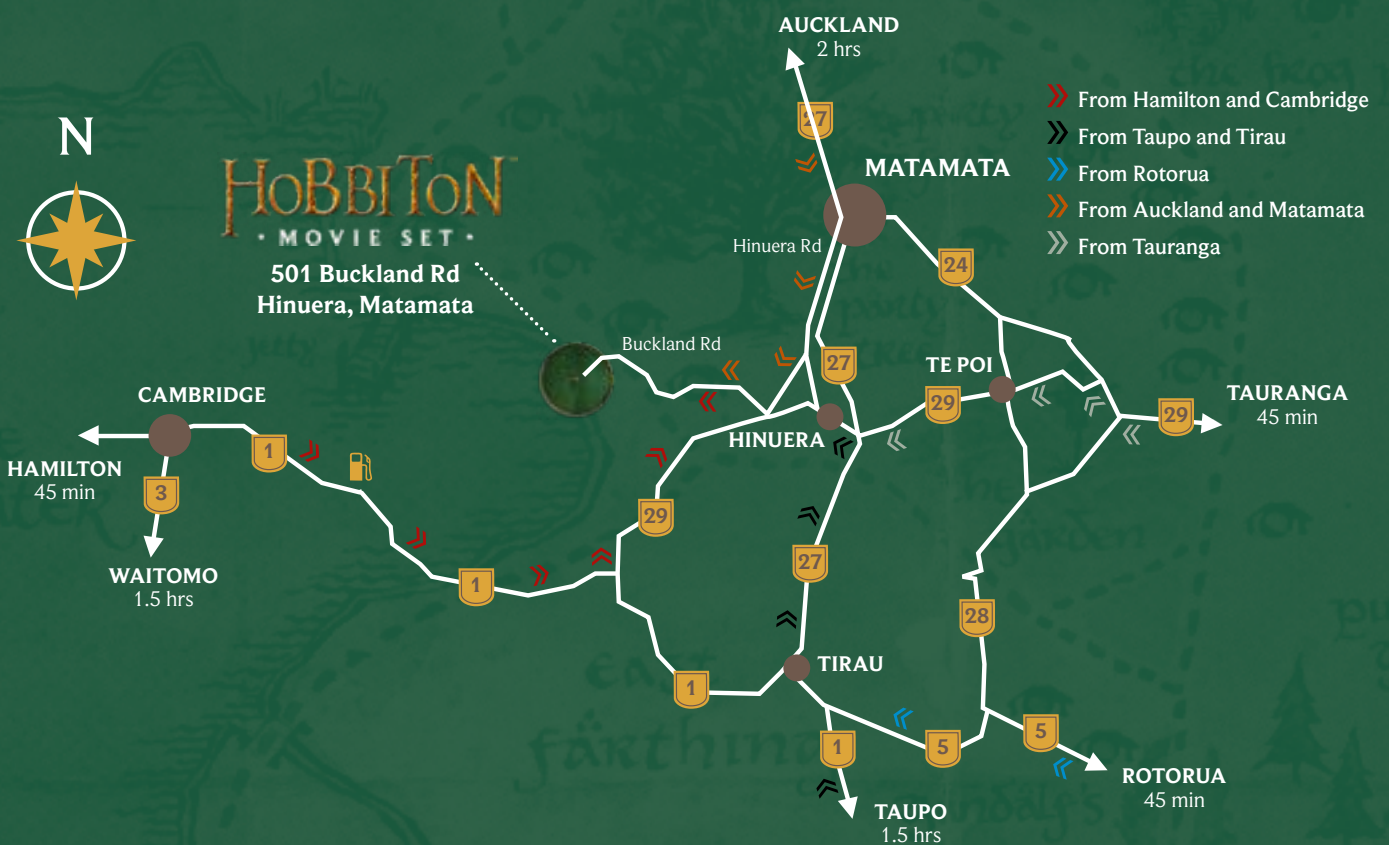 AUCKLAND
2 hrs
27
N
HOBBITON™
· MOVIE SET ·
501 Buckland Rd
Hinuera, Matamata
From Hamilton and Cambridge
From Taupo and Tirau
From Rotorua
From Auckland and Matamata
From Tauranga
MATAMATA
Hinuera Rd
24
Buckland Rd
27
TE POI
29
HINUERA
29
TAURANGA
45 min
CAMBRIDGE
1
HAMILTON
45 min
3
WAITOMO
1.5 hrs
29
1
27
28
TIRAU
1
1
5
5
ROTORUA
45 min
TAUPO
1.5 hrs